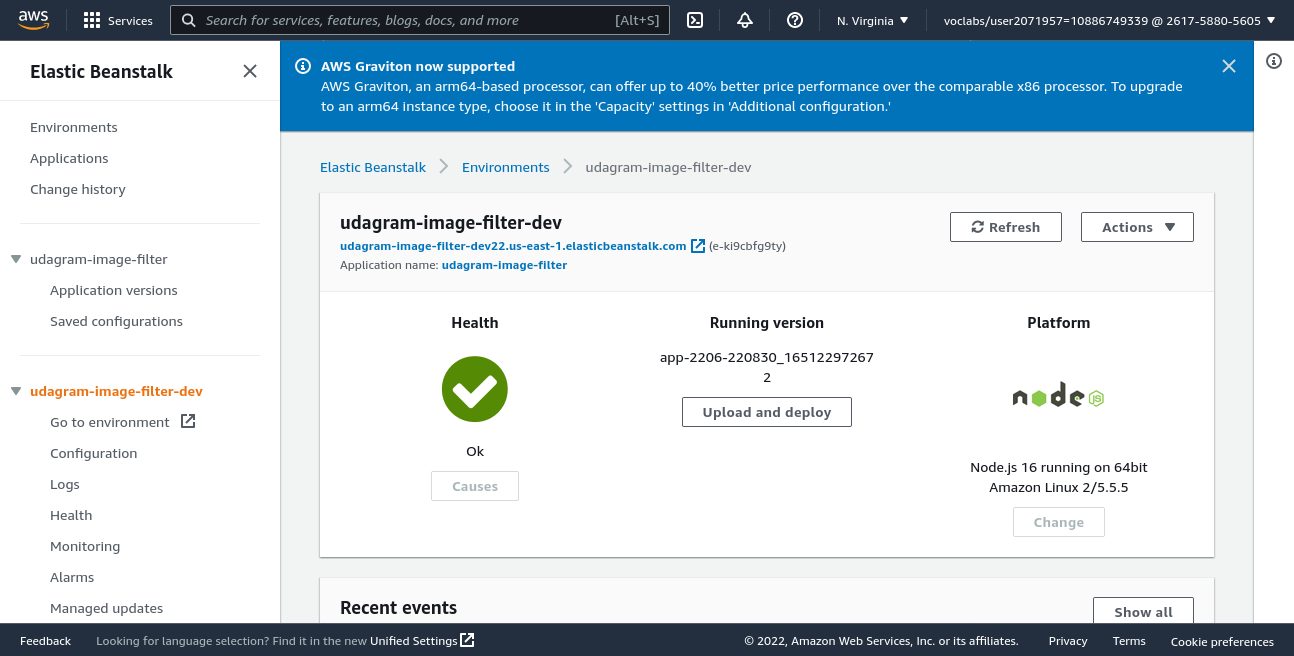 aws
Services
Search for services, features, blogs, docs, and more [Alt+S]
N. Virginia
voclabs/user2071957=10886749339 @ 2617-5880-5605
Elastic Beanstalk
Environments
Applications
Change history
udagram-image-filter
Application versions
Saved configurations
udagram-image-filter-dev
Go to environment
Configuration
Logs
Health
Monitoring
Alarms
Managed updates
AWS Graviton now supported
AWS Graviton, an arm64-based processor, can offer up to 40% better price performance over the comparable x86 processor. To upgrade
to an arm64 instance type, choose it in the 'Capacity' settings in 'Additional configuration.'
Elastic Beanstalk Environments udagram-image-filter-dev
udagram-image-filter-dev
udagram-image-filter-dev22.us-east-1.elasticbeanstalk.com (e-ki9cbfg9ty)
Application name: udagram-image-filter
Refresh
Actions
Health
Ok
Causes
Running version
app-2206-220830_16512297267
2
Upload and deploy
Platform
node
JS
Node.js 16 running on 64bit
Amazon Linux 2/5.5.5
Change
Recent events
Show all
Feedback
Looking for language selection? Find it in the new Unified Settings
© 2022, Amazon Web Services, Inc. or its affiliates.
Privacy
Terms
Cookie preferences